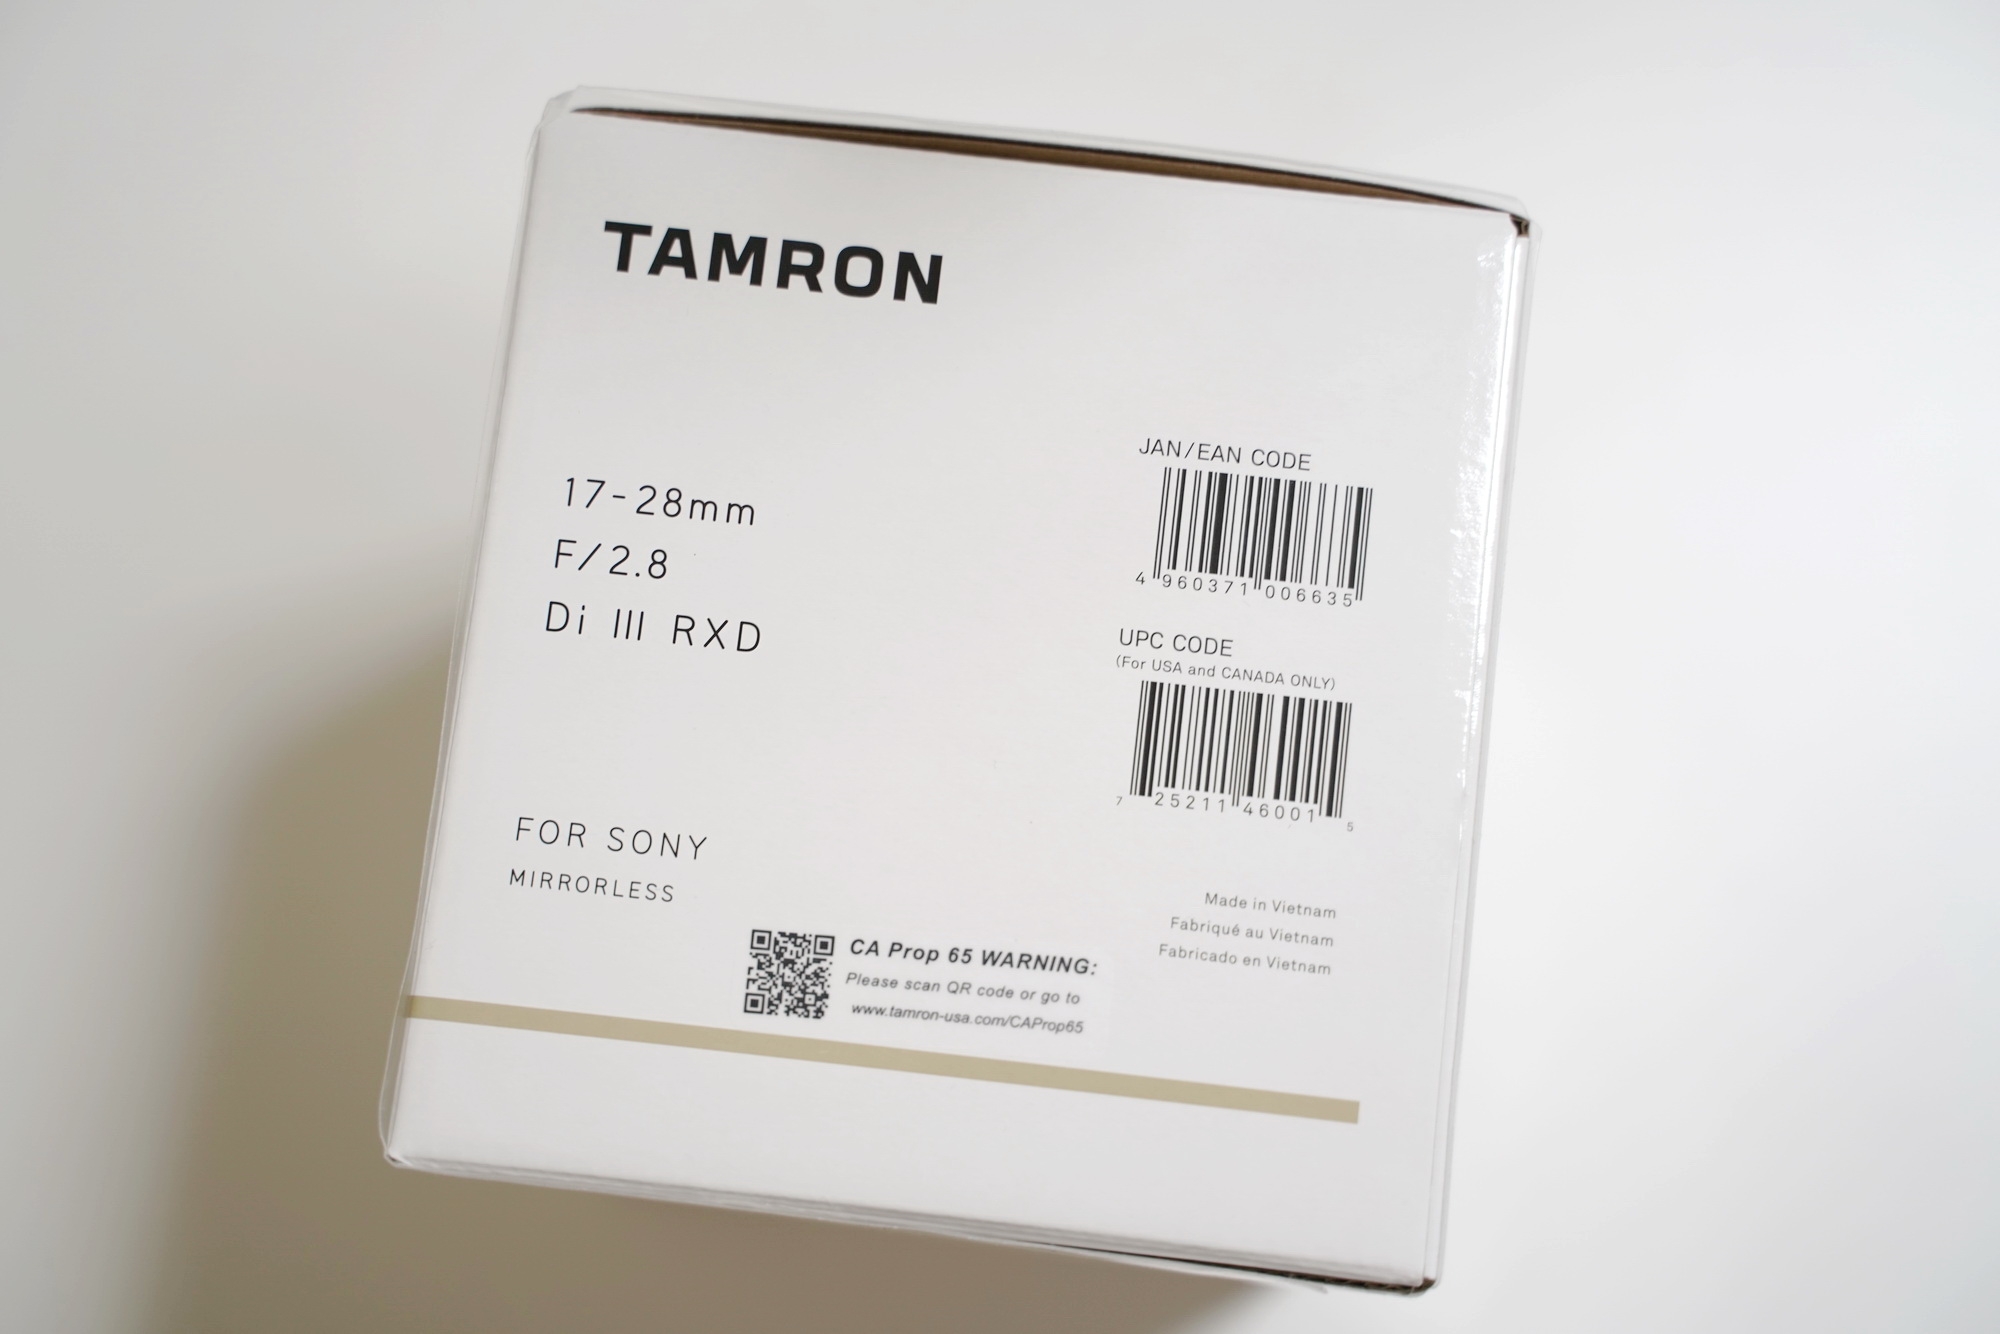 TAMRON
17-28mm
F/2.8
Di III RXD
JAN/EAN CODE
4 960371 006635
UPC CODE
(For USA and CANADA ONLY)
7 25211 46001 5
FOR SONY
MIRRORLESS
Made in Vietnam
Fabriqué au Vietnam
Fabricado en Vietnam
CA Prop 65 WARNING:
Please scan QR code or go to
www.tamron-usa.com/CAProp65